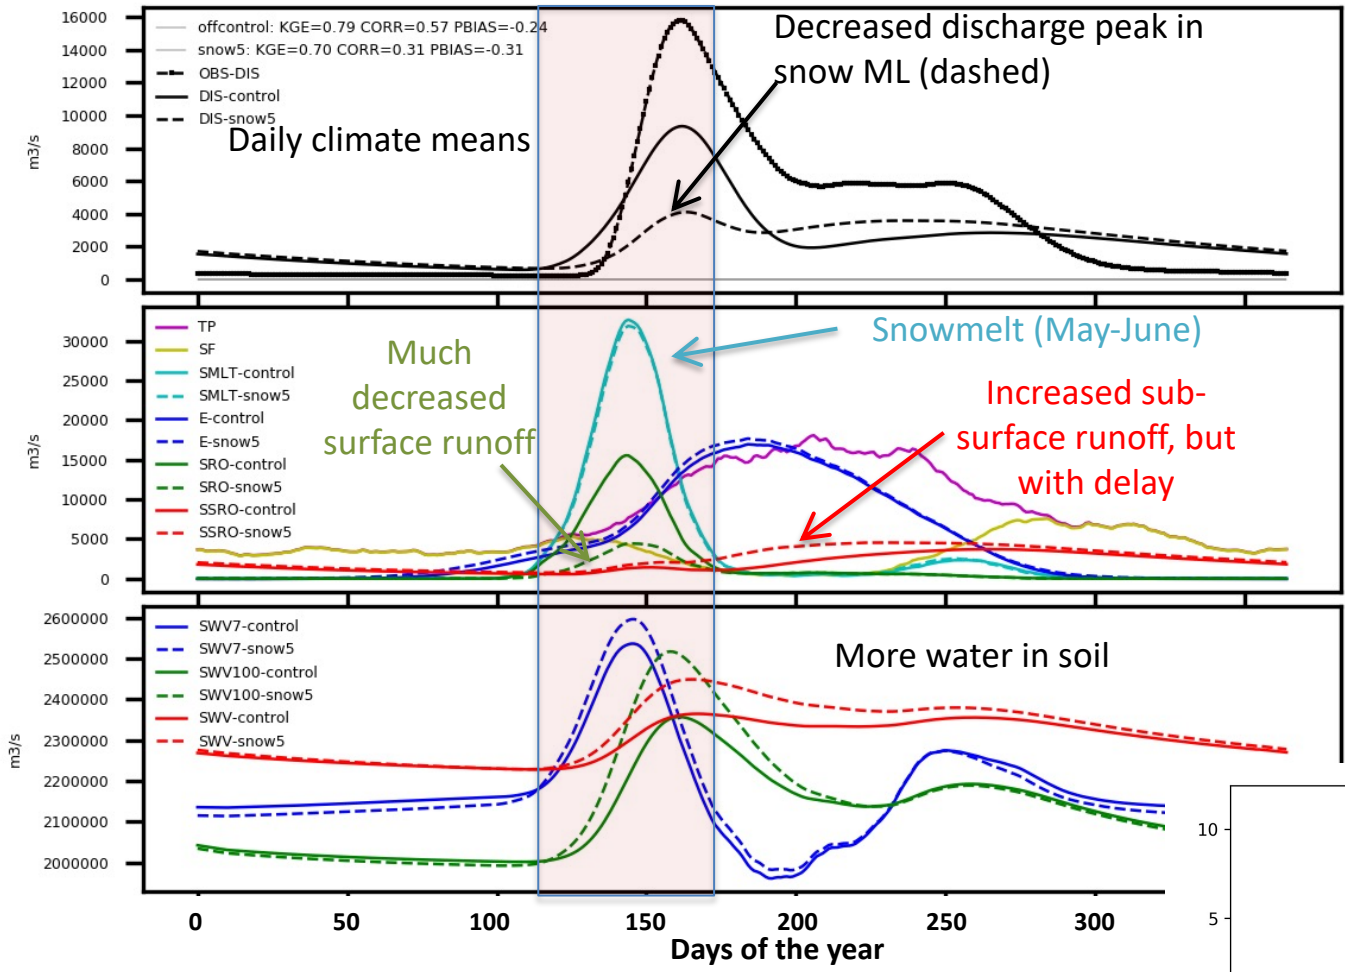 16000
14000
12000
10000
8000
6000
4000
2000
0
m3/s
offcontrol: KGE=0.79 CORR=0.57 PBIAS=-0.24
snow5: KGE=0.70 CORR=0.31 PBIAS=-0.31
OBS-DIS
DIS-control
DIS-snow5
Daily climate means
Decreased discharge peak in
snow ML (dashed)
30000
25000
20000
15000
10000
5000
0
m3/s
TP
SF
SMLT-control
SMLT-snow5
E-control
E-snow5
SRO-control
SRO-snow5
SSRO-control
SSRO-snow5
Much
decreased
surface runoff
Snowmelt (May-June)
Increased sub-
surface runoff, but
with delay
2600000
2500000
2400000
2300000
2200000
2100000
2000000
m3/s
SWV7-control
SWV7-snow5
SWV100-control
SWV100-snow5
SWV-control
SWV-snow5
More water in soil
10
5
0 50 100 150 200 250 300
Days of the year